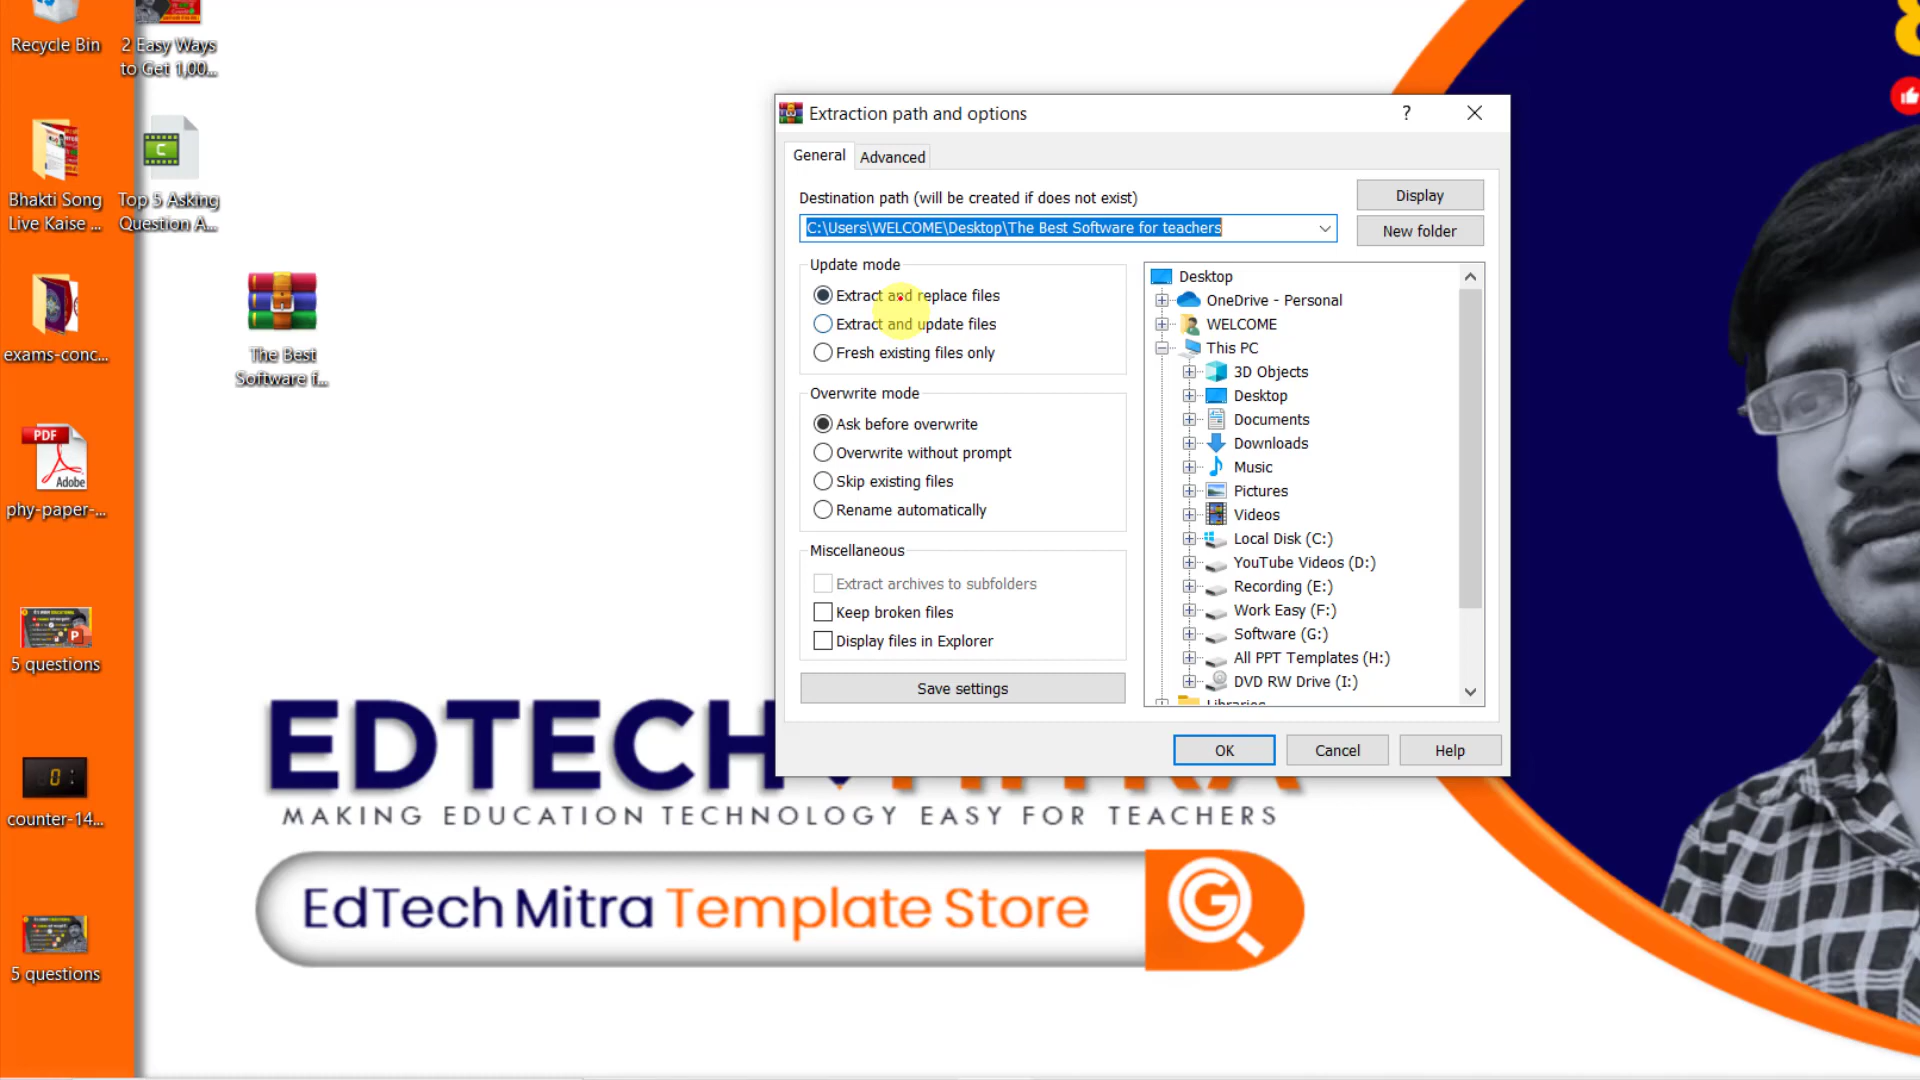 Recycle Bin
2 Easy Ways
to Get 1,00...
Bhakti Song
Live Kaise ...
C
Top 5 Asking
Question A...
exams-conc...
The Best
Software f...
PDF
Adobe
phy-paper-...
P
5 questions
0 :
counter-14...
5 questions
Extraction path and options
?
General
Advanced
Destination path (will be created if does not exist)
Display
C:\Users\WELCOME\Desktop\The Best Software for teachers
New folder
Update mode
Extract and replace files
Extract and update files
Fresh existing files only
Overwrite mode
Ask before overwrite
Overwrite without prompt
Skip existing files
Rename automatically
Miscellaneous
Extract archives to subfolders
Keep broken files
Display files in Explorer
Save settings
Desktop
OneDrive - Personal
WELCOME
This PC
3D Objects
Desktop
Documents
Downloads
Music
Pictures
Videos
Local Disk (C:)
YouTube Videos (D:)
Recording (E:)
Work Easy (F:)
Software (G:)
All PPT Templates (H:)
DVD RW Drive (I:)
Libraries
OK
Cancel
Help
EDTECH MITRA
MAKING EDUCATION TECHNOLOGY EASY FOR TEACHERS
EdTech Mitra Template Store
G